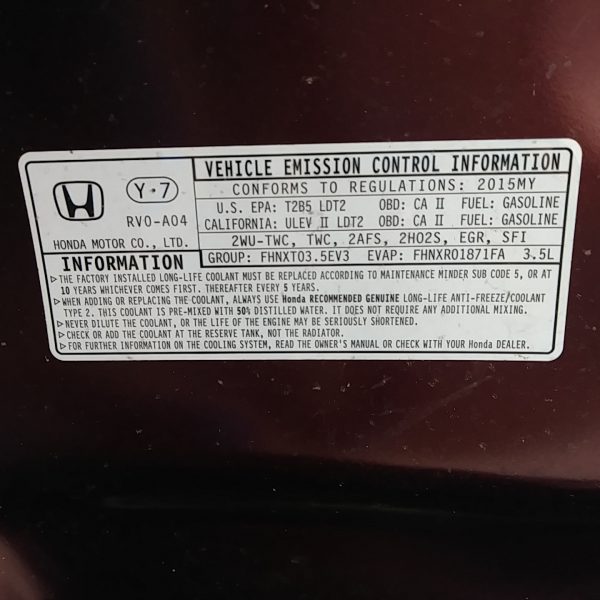 VEHICLE EMISSION CONTROL INFORMATION
CONFORMS TO REGULATIONS: 2015MY
Y・7
RV0-A04
HONDA MOTOR CO., LTD.
U.S. EPA: T2B5 LDT2 OBD: CA II FUEL: GASOLINE
CALIFORNIA: ULEV II LDT2 OBD: CA II FUEL: GASOLINE
2WU-TWC, TWC, 2AFS, 2HO2S, EGR, SFI
GROUP: FHNXT03.5EV3 EVAP: FHNXR01871FA 3.5L
INFORMATION
▷THE FACTORY INSTALLED LONG-LIFE COOLANT MUST BE REPLACED ACCORDING TO MAINTENANCE MINDER SUB CODE 5, OR AT
10 YEARS WHICHEVER COMES FIRST. THEREAFTER EVERY 5 YEARS.
▷WHEN ADDING OR REPLACING THE COOLANT, ALWAYS USE Honda RECOMMENDED GENUINE LONG-LIFE ANTI-FREEZE/COOLANT
TYPE 2. THIS COOLANT IS PRE-MIXED WITH 50% DISTILLED WATER. IT DOES NOT REQUIRE ANY ADDITIONAL MIXING.
▷NEVER DILUTE THE COOLANT, OR THE LIFE OF THE ENGINE MAY BE SERIOUSLY SHORTENED.
▷CHECK OR ADD THE COOLANT AT THE RESERVE TANK, NOT THE RADIATOR.
▷FOR FURTHER INFORMATION ON THE COOLING SYSTEM, READ THE OWNER'S MANUAL OR CHECK WITH YOUR Honda DEALER.